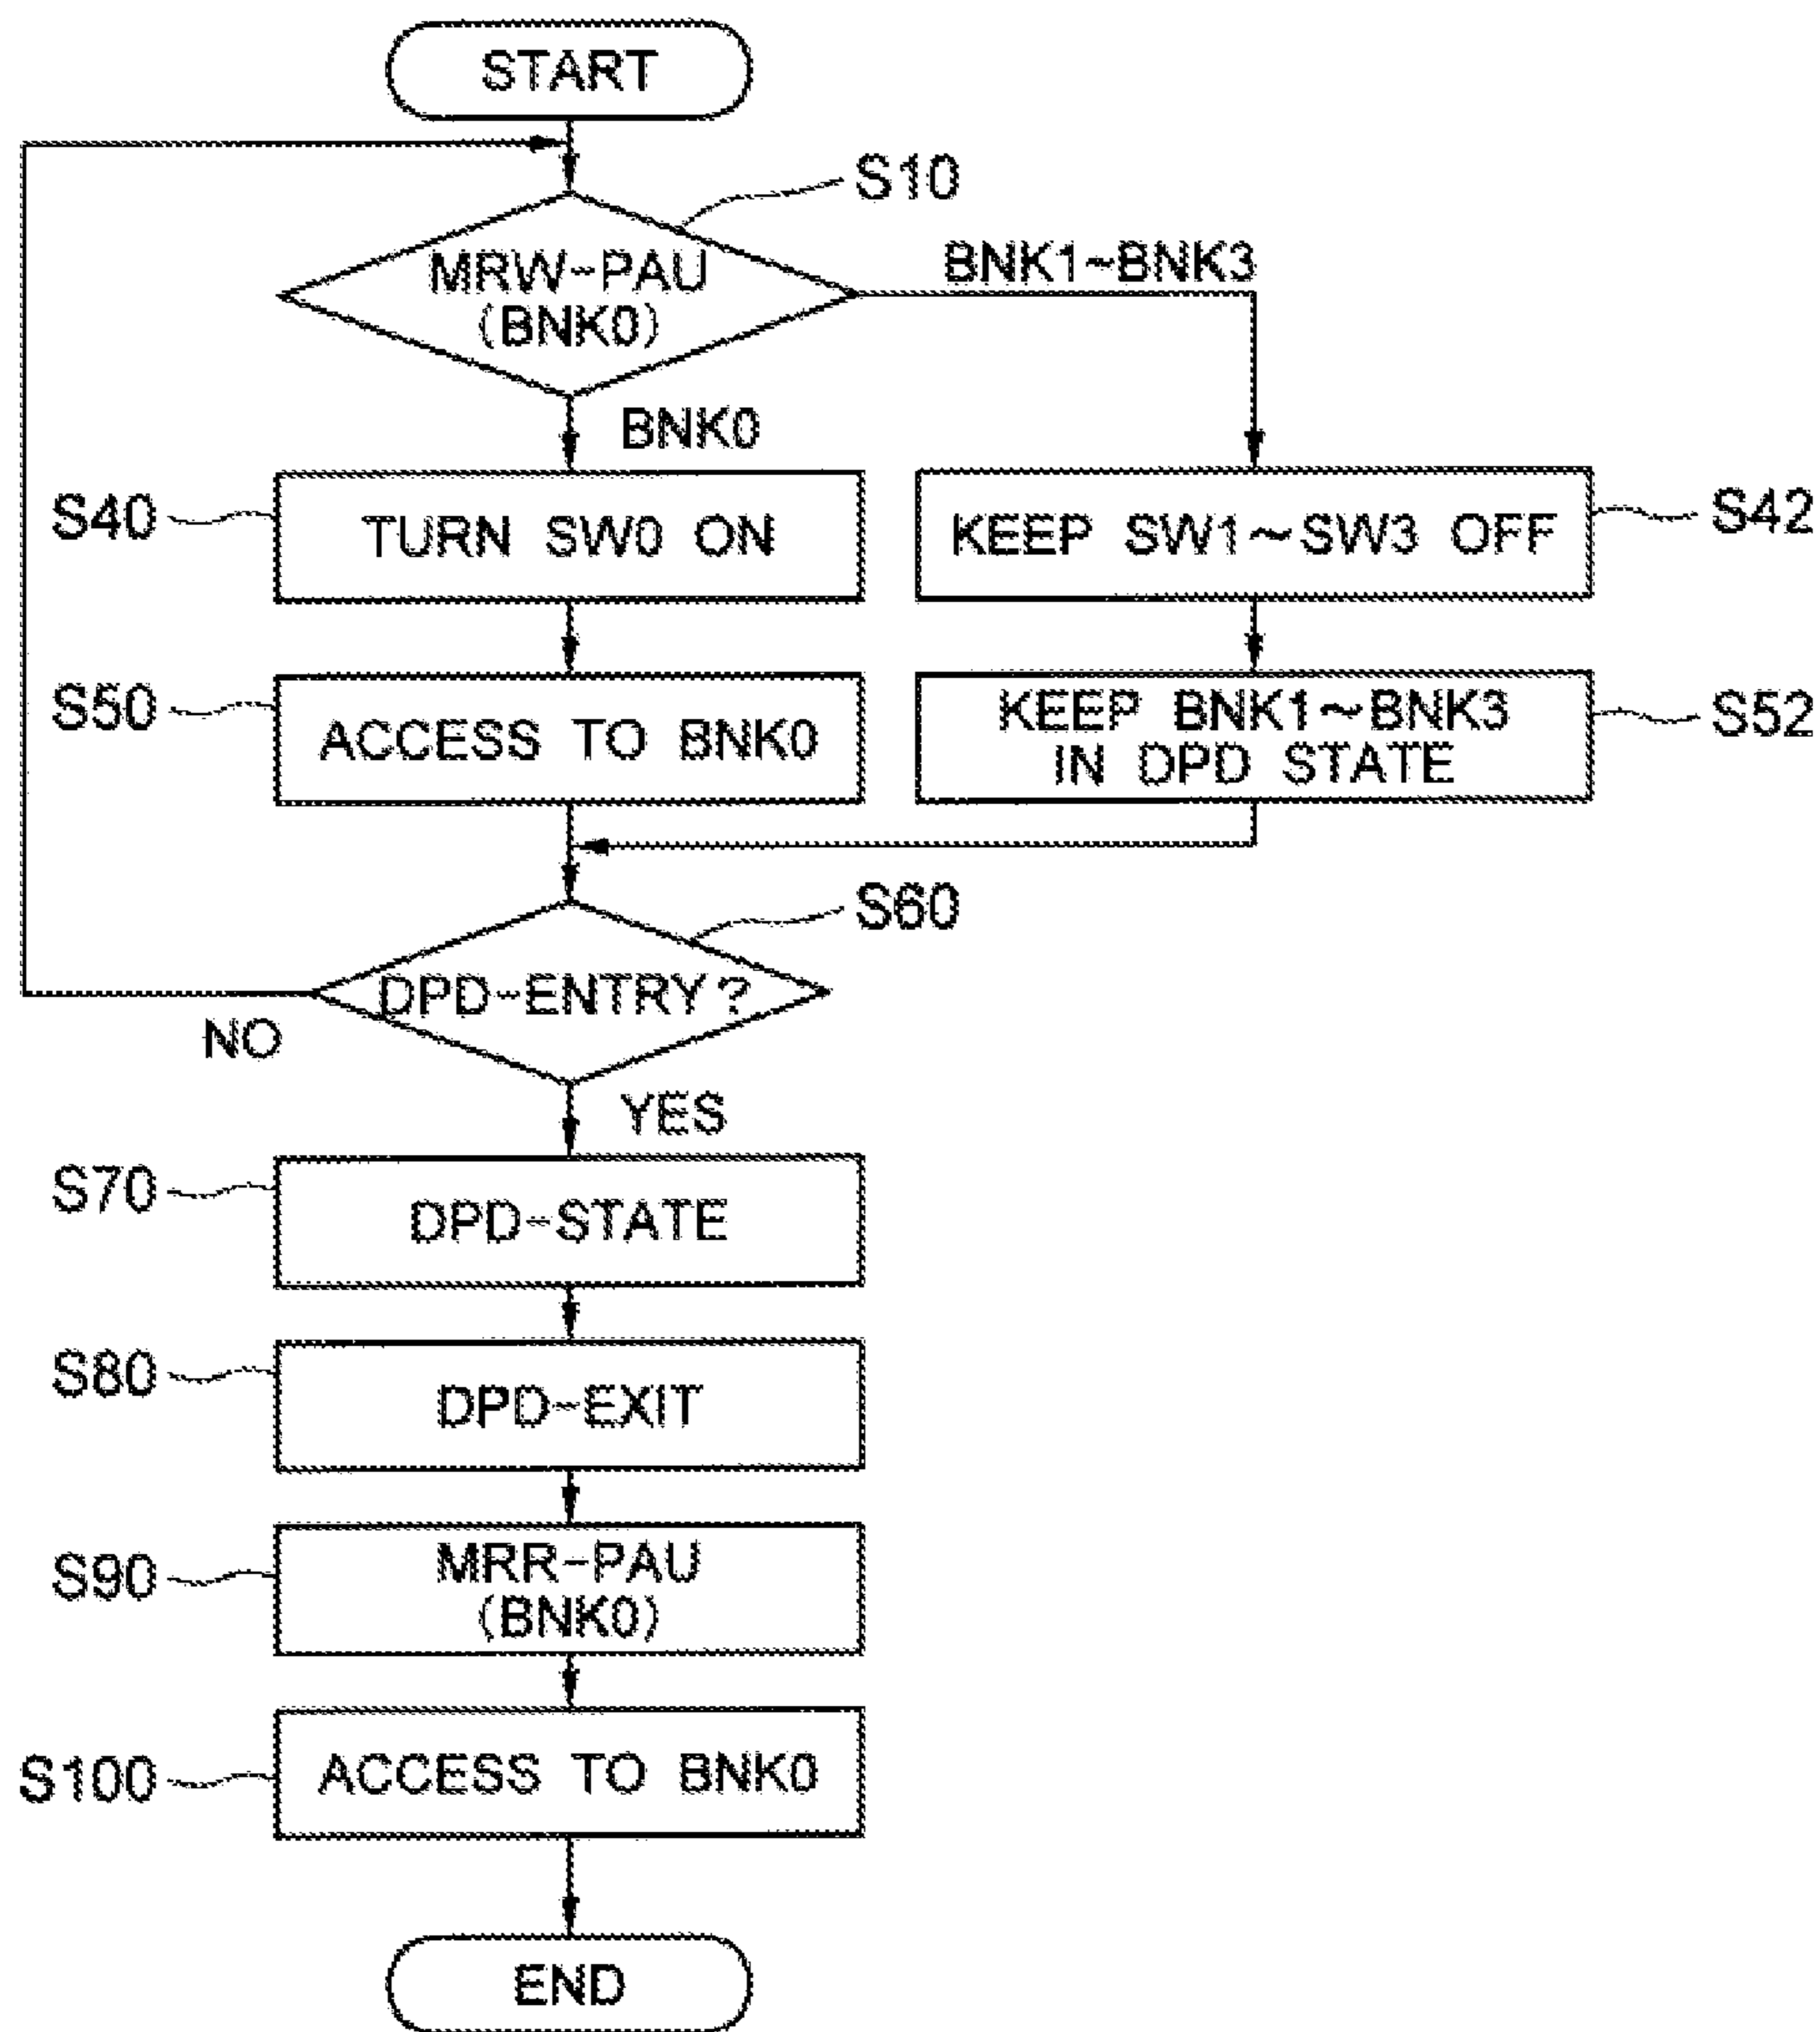 START
S10
MRW-PAU
(BNK0)
BNK1~BNK3
BNK0
S40
TURN SW0 ON
KEEP SW1~SW3 OFF
S42
S50
ACCESS TO BNK0
KEEP BNK1~BNK3
IN DPD STATE
S52
S60
DPD-ENTRY?
NO
YES
S70
DPD-STATE
S80
DPD-EXIT
S90
MRR-PAU
(BNK0)
S100
ACCESS TO BNK0
END